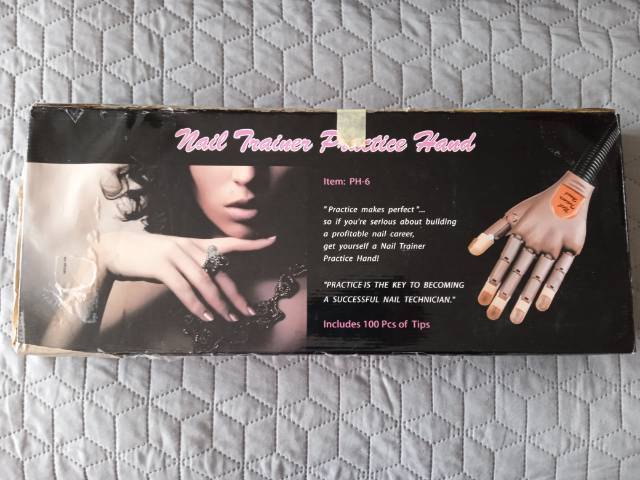 Nail Trainer Practice Hand
Item: PH-6
"Practice makes perfect"...
so if you're serious about building
a profitable nail career,
get yourself a Nail Trainer
Practice Hand!
"PRACTICE IS THE KEY TO BECOMING
A SUCCESSFUL NAIL TECHNICIAN."
Includes 100 Pcs of Tips